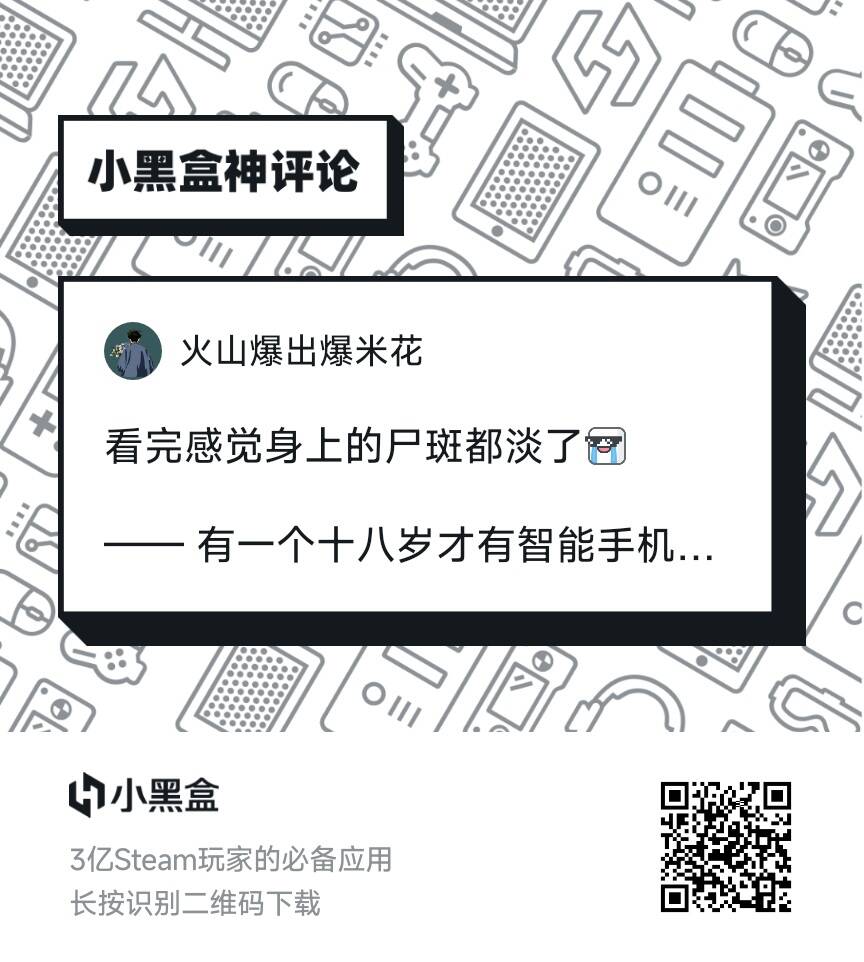 小黑盒神评论
火山爆出爆米花
看完感觉身上的尸斑都淡了
—— 有一个十八岁才有智能手机...
小黑盒
3亿Steam玩家的必备应用
长按识别二维码下载